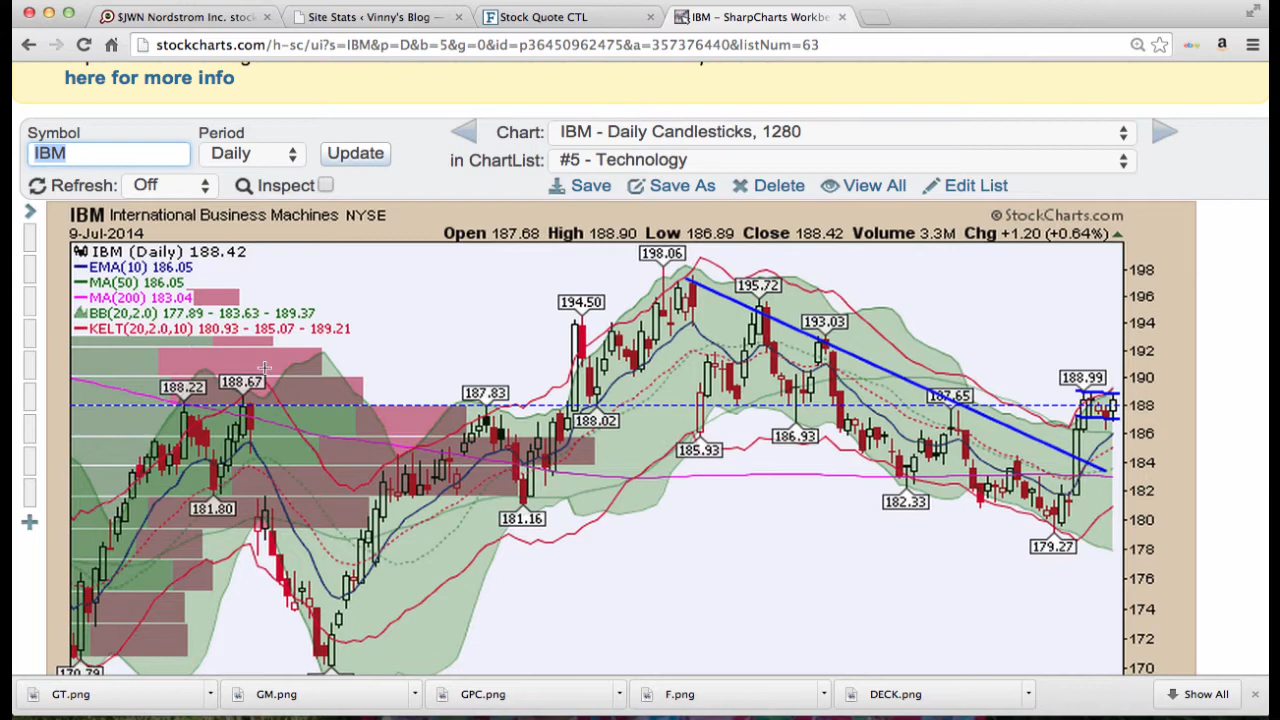 $JWN Nordstrom Inc. stoc
Site Stats ‹ Vinny's Blog —
Stock Quote CTL
IBM - SharpCharts Workbe
stockcharts.com/h-sc/ui?s=IBM&p=D&b=5&g=0&id=p36450962475&a=357376440&listNum=63
here for more info
Symbol
Period
Chart:
IBM - Daily Candlesticks, 1280
IBM
Daily
Update
in ChartList:
#5 - Technology
Refresh:
Off
Inspect
Save
Save As
Delete
View All
Edit List
IBM International Business Machines NYSE
© StockCharts.com
9-Jul-2014
Open 187.68 High 188.90 Low 186.89 Close 188.42 Volume 3.3M Chg +1.20 (+0.64%)
IBM (Daily) 188.42
EMA(10) 186.05
MA(50) 186.05
MA(200) 183.04
BB(20,2.0) 177.89 - 183.63 - 189.37
KELT(20,2.0,10) 180.93 - 185.07 - 189.21
198.06
194.50
195.72
193.03
188.22
188.67
187.83
188.02
187.65
188.99
185.93
186.93
181.80
181.16
182.33
179.27
170.79
198
196
194
192
190
188
186
184
182
180
178
176
174
172
170
GT.png
GM.png
GPC.png
F.png
DECK.png
Show All